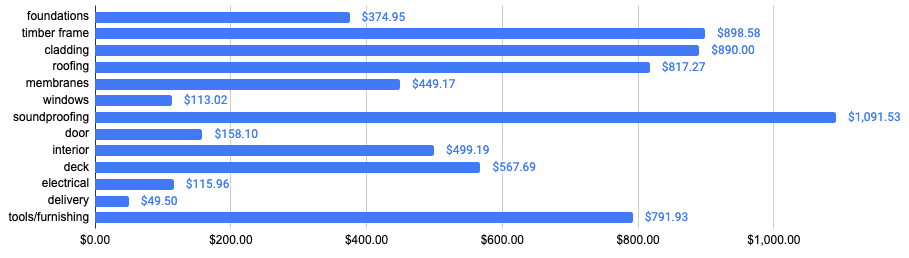 foundations $374.95
timber frame $898.58
cladding $890.00
roofing $817.27
membranes $449.17
windows $113.02
soundproofing $1,091.53
door $158.10
interior $499.19
deck $567.69
electrical $115.96
delivery $49.50
tools/furnishing $791.93
$0.00 $200.00 $400.00 $600.00 $800.00 $1,000.00